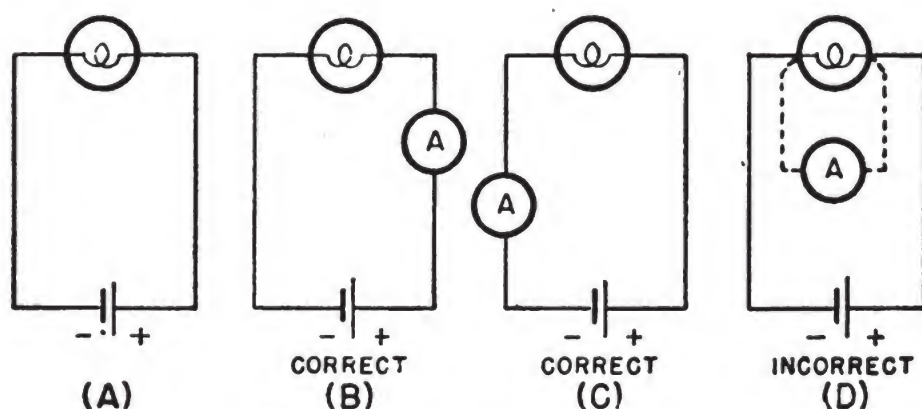 A
A
A
- +
- +
- +
- +
CORRECT
CORRECT
INCORRECT
(A)
(B)
(C)
(D)